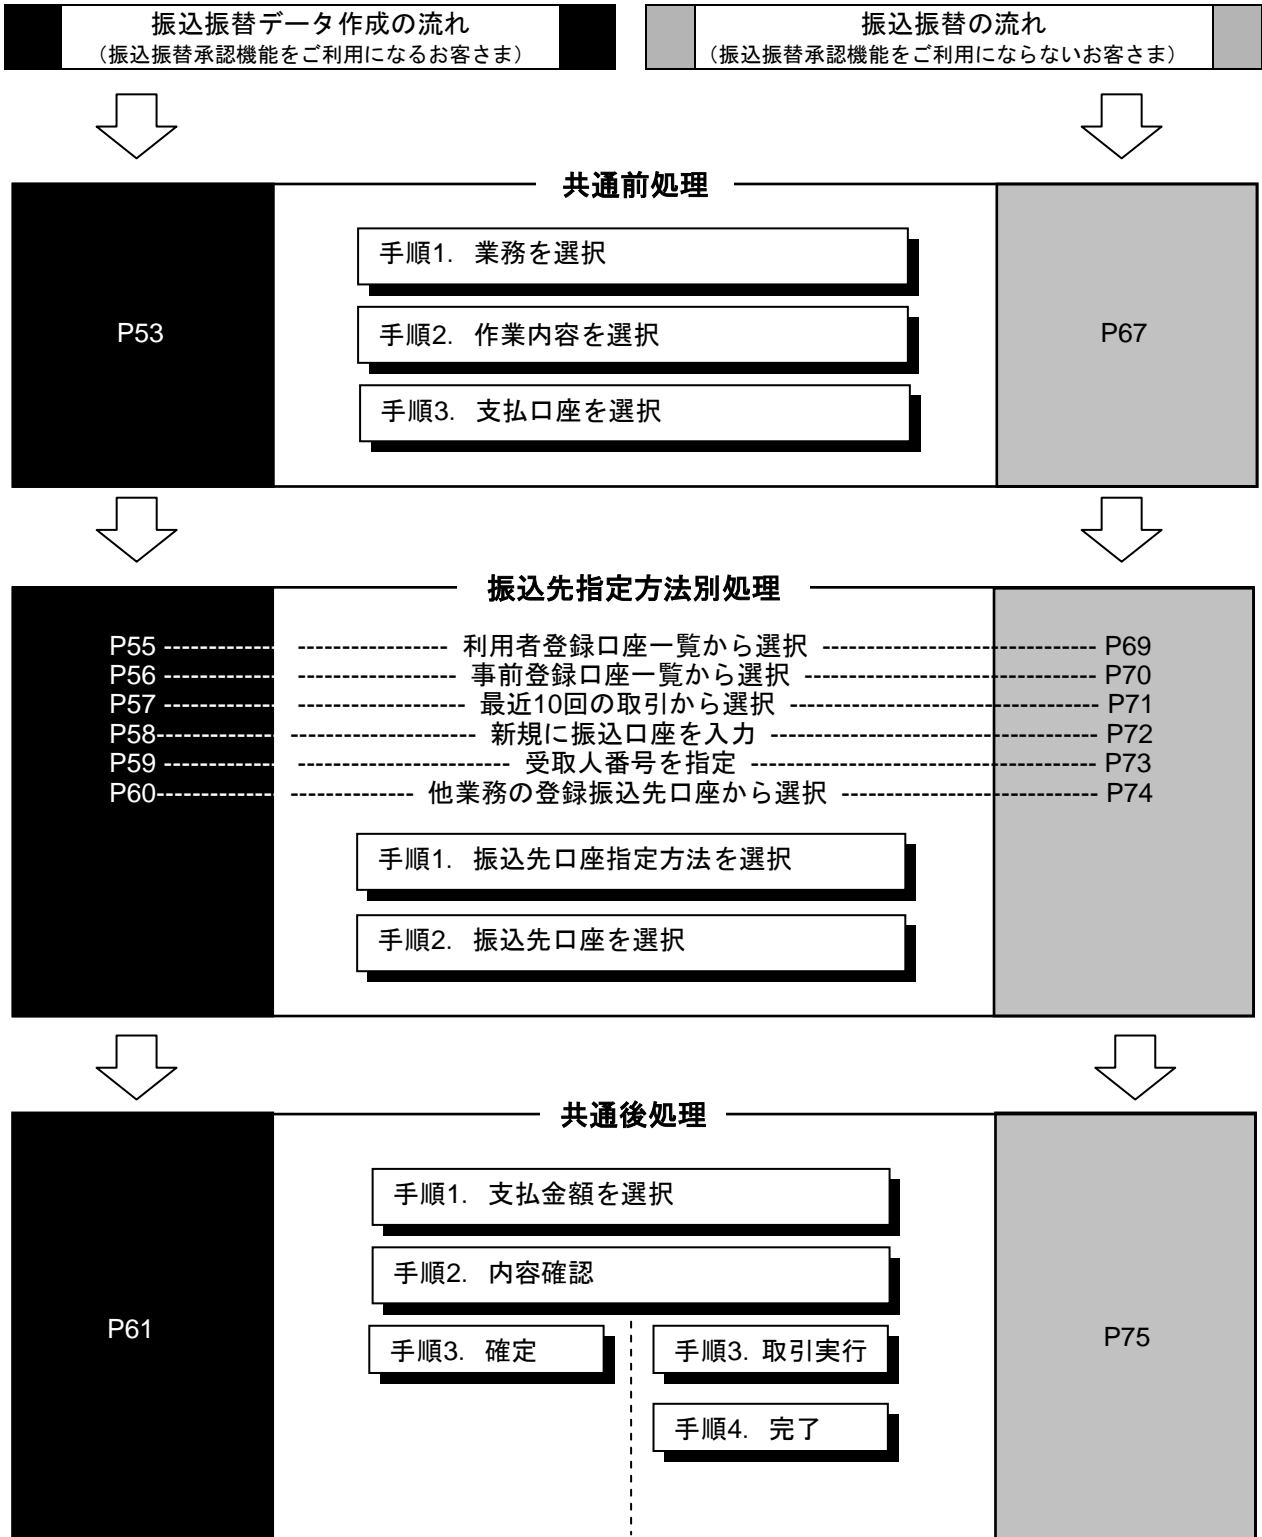 振込振替データ作成の流れ
（振込振替承認機能をご利用になるお客さま）
振込振替の流れ
（振込振替承認機能をご利用にならないお客さま）
共通前処理
手順1. 業務を選択
手順2. 作業内容を選択
手順3. 支払口座を選択
P53
P67
振込先指定方法別処理
P55 ------------- ----------------- 利用者登録口座一覧から選択 ------------------------------ P69
P56 ------------- ------------------ 事前登録口座一覧から選択 --------------------------------- P70
P57 ------------- ------------------- 最近10回の取引から選択 --------------------------------- P71
P58------------- --------------------- 新規に振込口座を入力 ------------------------------------ P72
P59 ------------- ------------------------ 受取人番号を指定 -------------------------------------- P73
P60------------- -------------- 他業務の登録振込先口座から選択 ---------------------------- P74
手順1. 振込先口座指定方法を選択
手順2. 振込先口座を選択
共通後処理
手順1. 支払金額を選択
手順2. 内容確認
P61
手順3. 確定
手順3. 取引実行
手順4. 完了
P75